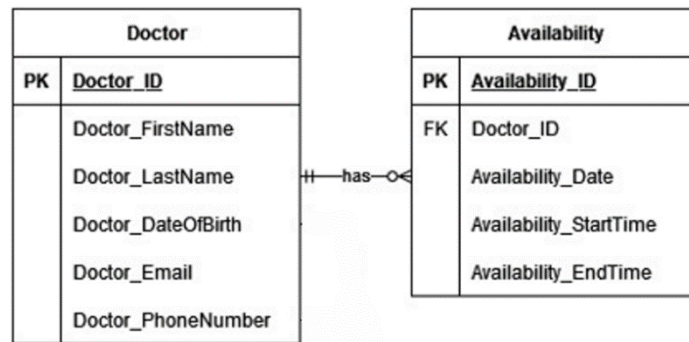 Doctor
PK Doctor_ID
Doctor_FirstName
Doctor_LastName
Doctor_DateOfBirth
Doctor_Email
Doctor_PhoneNumber
has
Availability
PK Availability_ID
FK Doctor_ID
Availability_Date
Availability_StartTime
Availability_EndTime